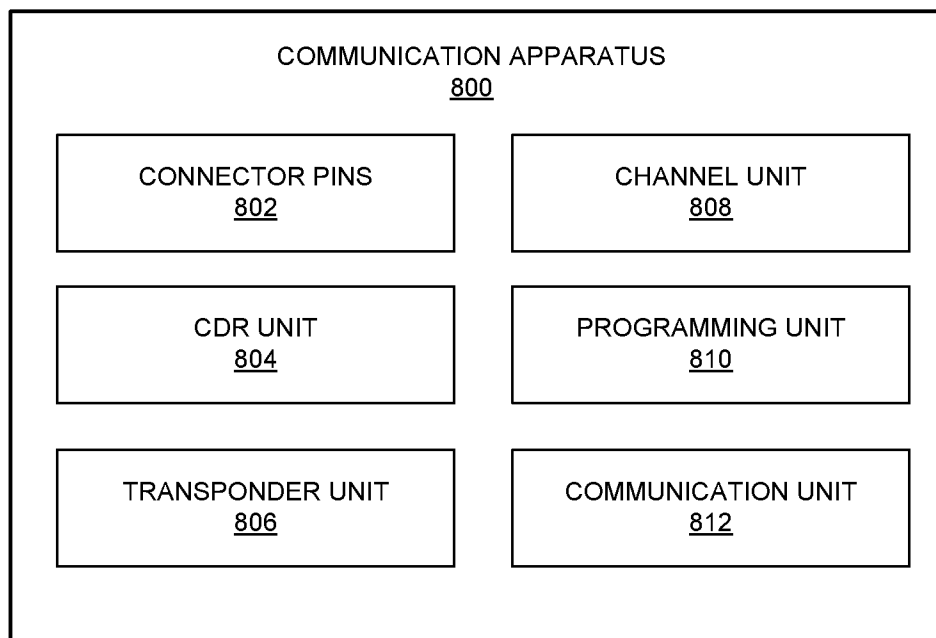 COMMUNICATION APPARATUS
800
CONNECTOR PINS
802
CHANNEL UNIT
808
CDR UNIT
804
PROGRAMMING UNIT
810
TRANSPONDER UNIT
806
COMMUNICATION UNIT
812